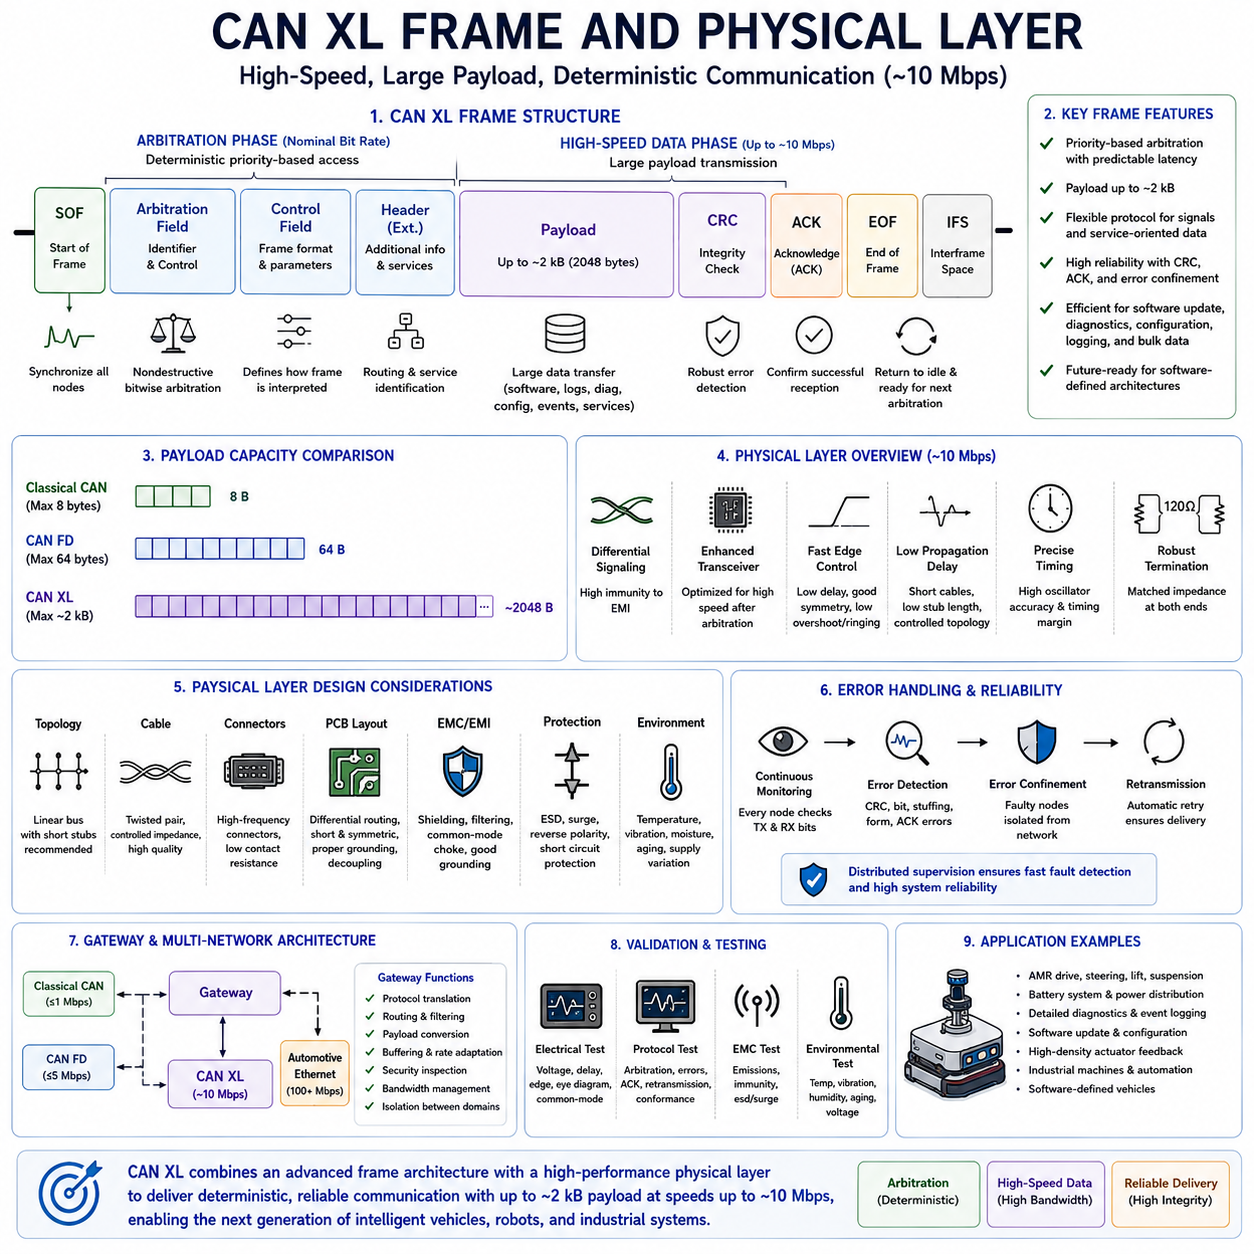 CAN XL FRAME AND PHYSICAL LAYER
High-Speed, Large Payload, Deterministic Communication (~10 Mbps)
1. CAN XL FRAME STRUCTURE
ARBITRATION PHASE (Nominal Bit Rate)
Deterministic priority-based access
HIGH-SPEED DATA PHASE (Up to ~10 Mbps)
Large payload transmission
SOF
Start of
Frame
Arbitration
Field
Identifier
& Control
Control
Field
Frame format
& parameters
Header
(Ext.)
Additional info
& services
Payload
Up to ~2 kB (2048 bytes)
CRC
Integrity
Check
ACK
Acknowledge
(ACK)
EOF
End of
Frame
IFS
Interframe
Space
Synchronize all
nodes
Nondestructive
bitwise arbitration
Defines how frame
is interpreted
Routing & service
identification
Large data transfer
(software, logs, diag,
config, events, services)
Robust error
detection
Confirm successful
reception
Return to idle &
ready for next
arbitration
2. KEY FRAME FEATURES
Priority-based arbitration
with predictable latency
Payload up to ~2 kB
Flexible protocol for signals
and service-oriented data
High reliability with CRC,
ACK, and error confinement
Efficient for software update,
diagnostics, configuration,
logging, and bulk data
Future-ready for software-
defined architectures
3. PAYLOAD CAPACITY COMPARISON
Classical CAN
(Max 8 bytes)
8 B
CAN FD
(Max 64 bytes)
64 B
CAN XL
(Max ~2 kB)
...
~2048 B
4. PHYSICAL LAYER OVERVIEW (~10 Mbps)
Differential
Signaling
High immunity to
EMI
Enhanced
Transceiver
Optimized for high
speed after
arbitration
Fast Edge
Control
Low delay, good
symmetry, low
overshoot/ringing
Low Propagation
Delay
Short cables,
low stub length,
controlled topology
Precise
Timing
High oscillator
accuracy & timing
margin
120Ω
Robust
Termination
Matched impedance
at both ends
5. PAYSICAL LAYER DESIGN CONSIDERATIONS
Topology
Linear bus
with short stubs
recommended
Cable
Twisted pair,
controlled impedance,
high quality
Connectors
High-frequency
connectors,
low contact
resistance
PCB Layout
Differential routing,
short & symmetric,
proper grounding,
decoupling
EMC/EMI
Shielding, filtering,
common-mode
choke, good
grounding
Protection
ESD, surge,
reverse polarity,
short circuit
protection
Environment
Temperature,
vibration, moisture,
aging, supply
variation
6. ERROR HANDLING & RELIABILITY
Continuous
Monitoring
Every node checks
TX & RX bits
Error Detection
CRC, bit, stuffing,
form, ACK errors
Error Confinement
Faulty nodes
isolated from
network
Retransmission
Automatic retry
ensures delivery
Distributed supervision ensures fast fault detection
and high system reliability
7. GATEWAY & MULTI-NETWORK ARCHITECTURE
Classical CAN
(≤1 Mbps)
CAN FD
(≤5 Mbps)
Gateway
CAN XL
(~10 Mbps)
Automotive
Ethernet
(100+ Mbps)
Gateway Functions
Protocol translation
Routing & filtering
Payload conversion
Buffering & rate adaptation
Security inspection
Bandwidth management
Isolation between domains
8. VALIDATION & TESTING
Electrical Test
Voltage, delay,
edge, eye diagram,
common-mode
Protocol Test
Arbitration, errors,
ACK, retransmission,
conformance
EMC Test
Emissions,
immunity,
esd/surge
Environmental
Test
Temp, vibration,
humidity, aging,
voltage
9. APPLICATION EXAMPLES
• AMR drive, steering, lift, suspension
• Battery system & power distribution
• Detailed diagnostics & event logging
• Software update & configuration
• High-density actuator feedback
• Industrial machines & automation
• Software-defined vehicles
CAN XL combines an advanced frame architecture with a high-performance physical layer
to deliver deterministic, reliable communication with up to ~2 kB payload at speeds up to ~10 Mbps,
enabling the next generation of intelligent vehicles, robots, and industrial systems.
Arbitration
(Deterministic)
High-Speed Data
(High Bandwidth)
Reliable Delivery
(High Integrity)